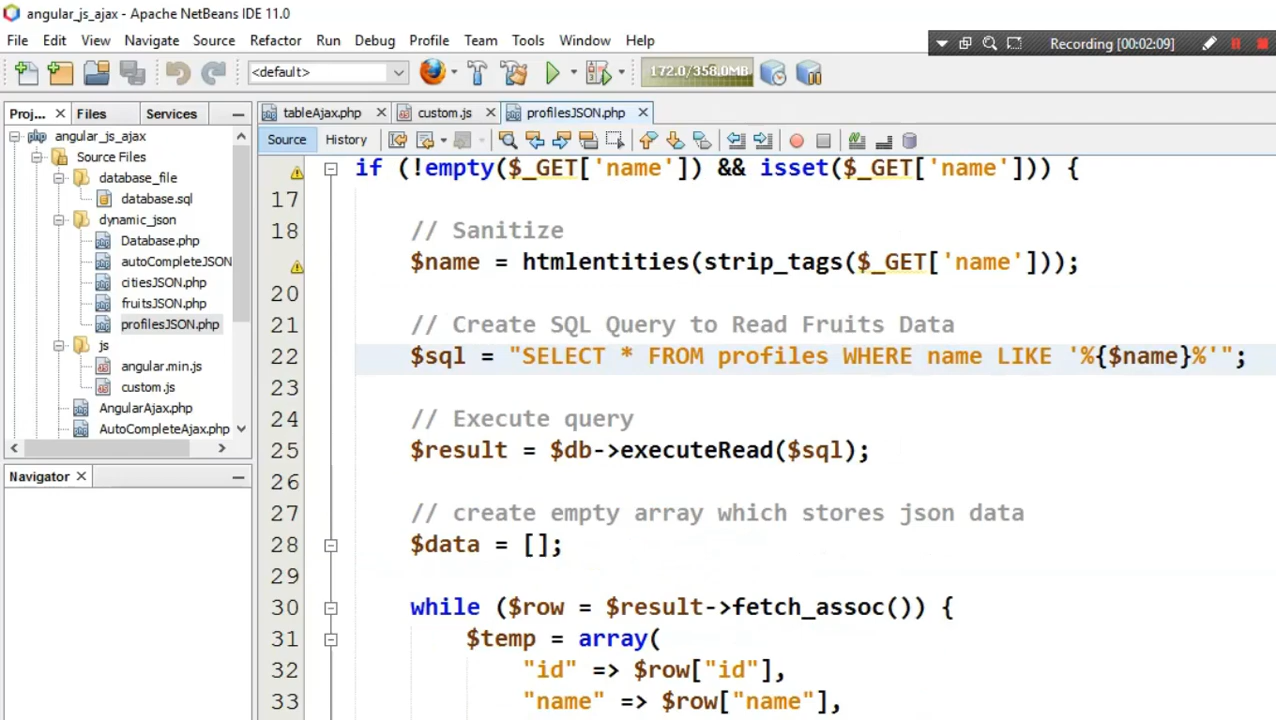 angular_js_ajax - Apache NetBeans IDE 11.0
File Edit View Navigate Source Refactor Run Debug Profile Team Tools Window Help
Recording [00:02:09]
<default>
172.0/358.0MB
Proj... Files Services
tableAjax.php custom.js profilesJSON.php
Source History
angular_js_ajax
Source Files
database_file
database.sql
dynamic_json
Database.php
autoCompleteJSON
citiesJSON.php
fruitsJSON.php
profilesJSON.php
js
angular.min.js
custom.js
AngularAjax.php
AutoCompleteAjax.php
Navigator
if (!empty($_GET['name']) && isset($_GET['name'])) {
17
18 // Sanitize
$name = htmlentities(strip_tags($_GET['name']));
20
21 // Create SQL Query to Read Fruits Data
22 $sql = "SELECT * FROM profiles WHERE name LIKE '%{$name}%'";
23
24 // Execute query
25 $result = $db->executeRead($sql);
26
27 // create empty array which stores json data
28 $data = [];
29
30 while ($row = $result->fetch_assoc()) {
31 $temp = array(
32 "id" => $row["id"],
33 "name" => $row["name"],